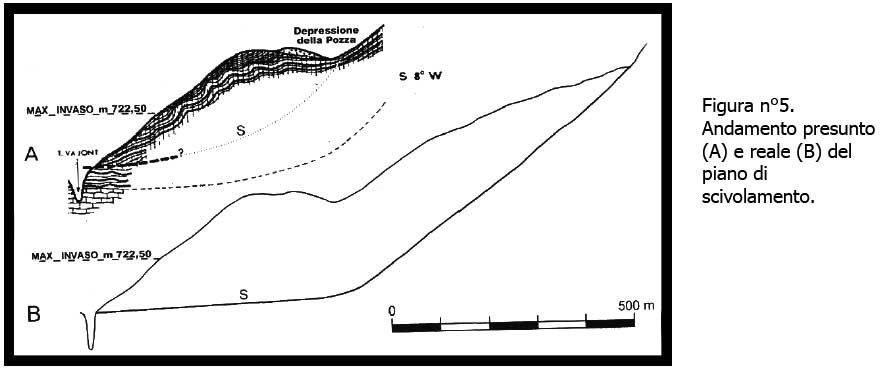 Depressione
della Pozza
S 8° W
MAX_INVASO_m_722,50
S
?
A
T. VAJONT
MAX_INVASO_m_722,50
S
B
0
500 m
Figura n°5.
Andamento presunto
(A) e reale (B) del
piano di
scivolamento.